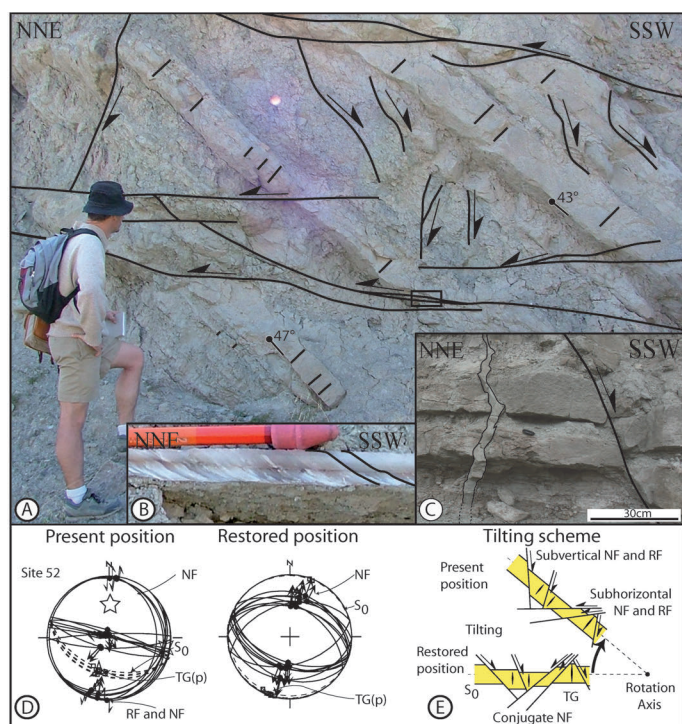 NNE
SSW
43°
47°
NNE
SSW
NNE
SSW
30cm
A
B
C
Present position
Restored position
Tilting scheme
Site 52
N
NF
S0
TG(p)
RF and NF
D
N
NF
S0
TG(p)
Subvertical NF and RF
Present
position
Subhorizontal
NF and RF
Tilting
Restored
position
S0
TG
Conjugate NF
Rotation
Axis
E